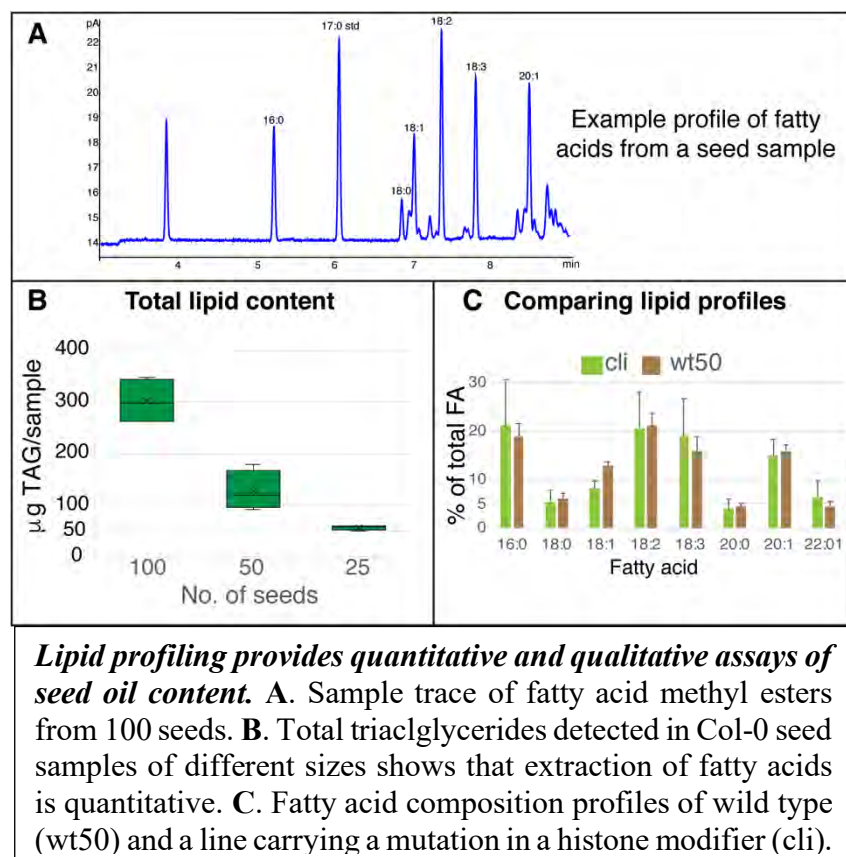 A
pA
22
21
20
19
18
17
16
15
14
16:0
17:0 std
18:0
18:1
18:2
18:3
20:1
4 5 6 7 8 min
Example profile of fatty
acids from a seed sample
B Total lipid content
µg TAG/sample
400
300
200
100
50
0
100 50 25
No. of seeds
C Comparing lipid profiles
cli wt50
% of total FA
30
20
10
5
0
16:0 18:0 18:1 18:2 18:3 20:0 20:1 22:01
Fatty acid
Lipid profiling provides quantitative and qualitative assays of
seed oil content. A. Sample trace of fatty acid methyl esters
from 100 seeds. B. Total triaclglycerides detected in Col-0 seed
samples of different sizes shows that extraction of fatty acids
is quantitative. C. Fatty acid composition profiles of wild type
(wt50) and a line carrying a mutation in a histone modifier (cli).